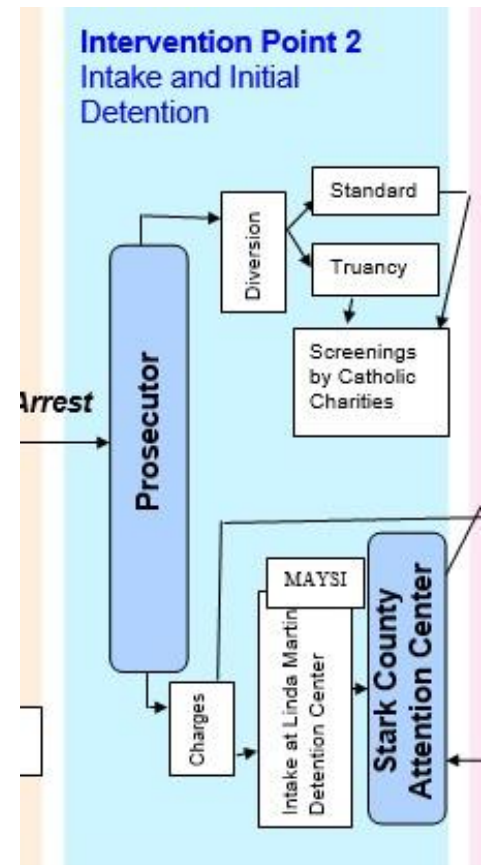 Intervention Point 2
Intake and Initial
Detention
Standard
Diversion
Truancy
Screenings
by Catholic
Charities
Arrest
Prosecutor
MAYSI
Charges
Intake at Linda Martin
Detention Center
Stark County
Attention Center